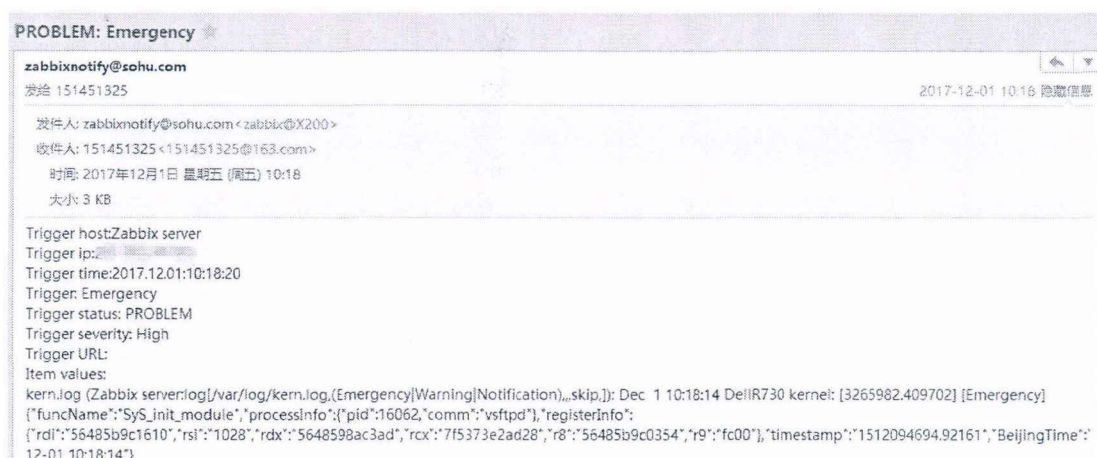 PROBLEM: Emergency
zabbixnotify@sohu.com
发给 151451325 2017-12-01 10:18 隐藏信息
发件人: zabbixnotify@sohu.com<zabbix@X200>
收件人: 151451325<151451325@163.com>
时间: 2017年12月1日 星期五 (周五) 10:18
大小: 3 KB
Trigger host:Zabbix server
Trigger ip:
Trigger time:2017.12.01:10:18:20
Trigger: Emergency
Trigger status: PROBLEM
Trigger severity: High
Trigger URL:
Item values:
kern.log (Zabbix server:log[/var/log/kern.log,(Emergency|Warning|Notification),,,skip,]): Dec 1 10:18:14 DellR730 kernel: [3265982.409702] [Emergency]
{"funcName":"SyS_init_module","processInfo":{"pid":16062,"comm":"vsftpd"},"registerInfo":
{"rdi":"56485b9c1610","rsi":"1028","rdx":"5648598ac3ad","rcx":"7f5373e2ad28","r8":"56485b9c0354","r9":"fc00"},"timestamp":"1512094694.92161","BeijingTime":"
12-01 10:18:14"}